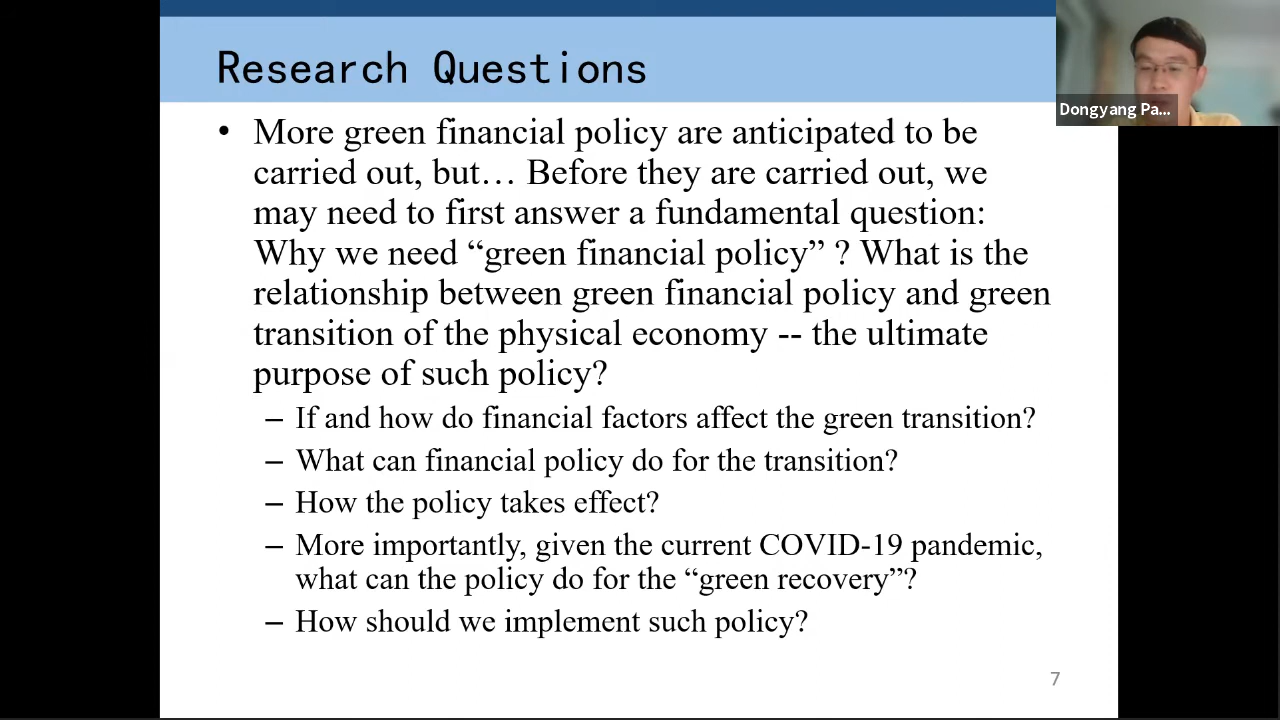 Research Questions
Dongyang Pa...
• More green financial policy are anticipated to be
carried out, but… Before they are carried out, we
may need to first answer a fundamental question:
Why we need “green financial policy” ? What is the
relationship between green financial policy and green
transition of the physical economy -- the ultimate
purpose of such policy?
– If and how do financial factors affect the green transition?
– What can financial policy do for the transition?
– How the policy takes effect?
– More importantly, given the current COVID-19 pandemic,
what can the policy do for the “green recovery”?
– How should we implement such policy?
7